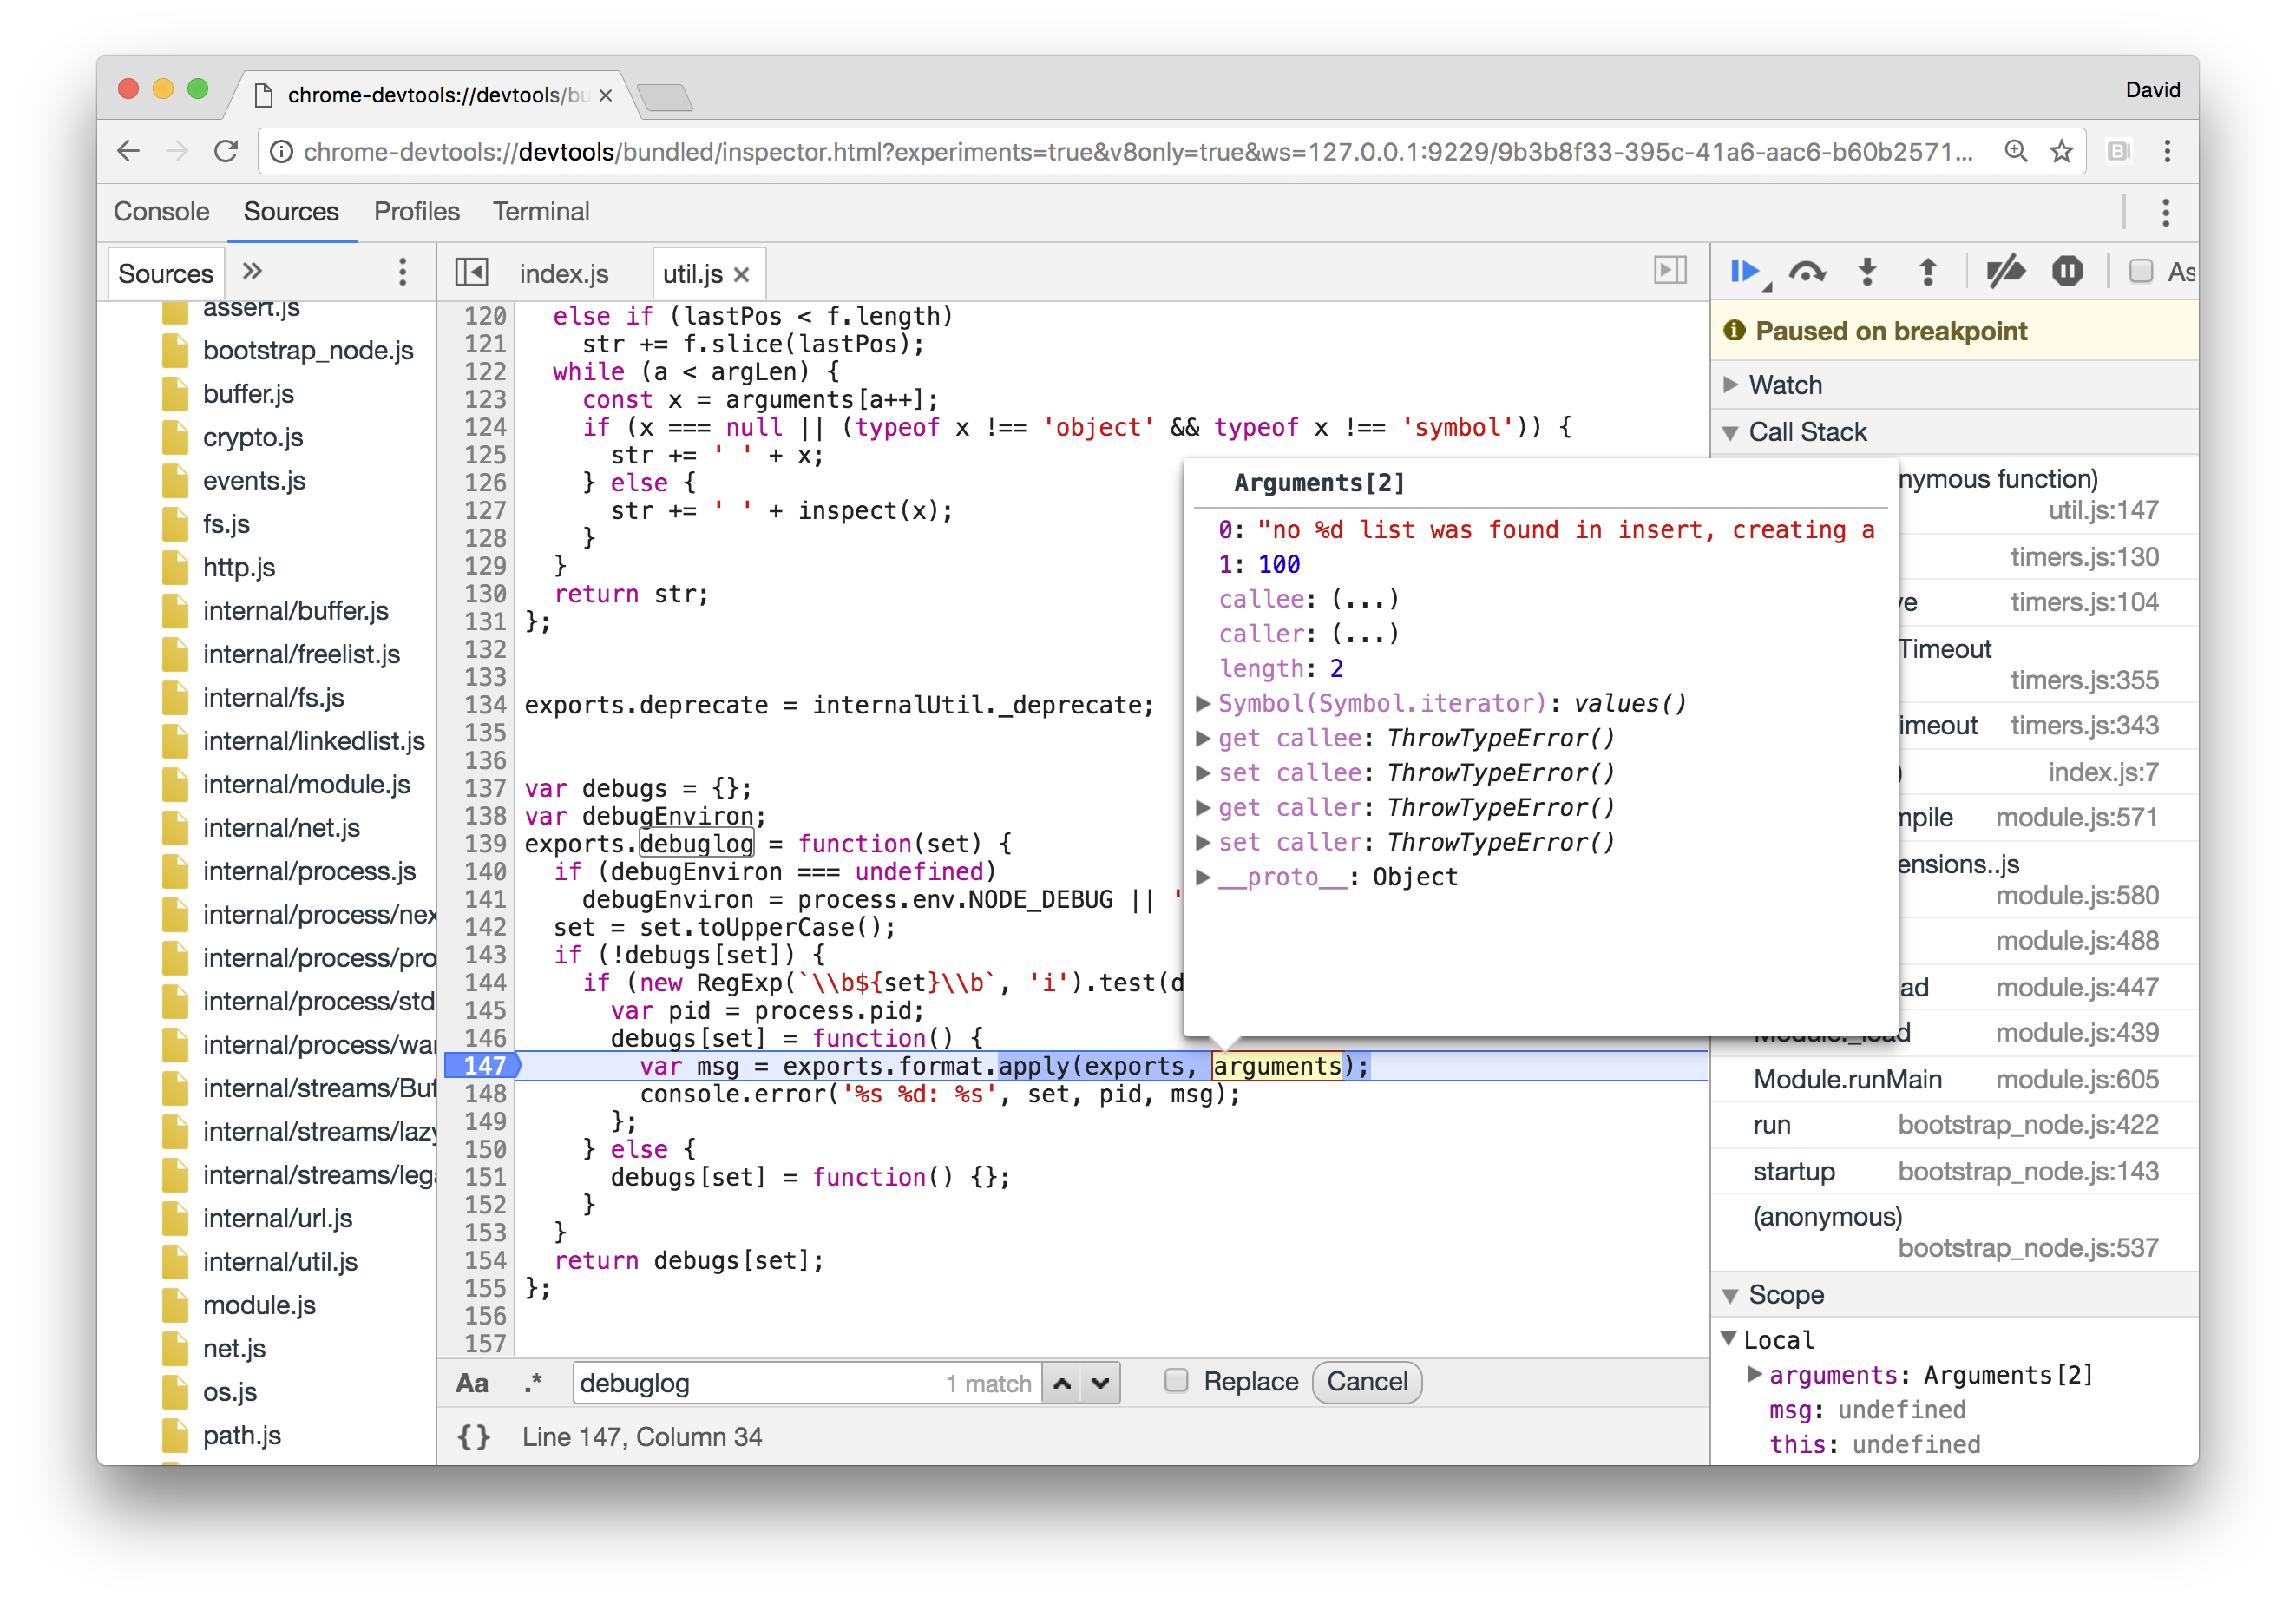 chrome-devtools://devtools/bu
David
chrome-devtools://devtools/bundled/inspector.html?experiments=true&v8only=true&ws=127.0.0.1:9229/9b3b8f33-395c-41a6-aac6-b60b2571...
Console Sources Profiles Terminal
Sources »
assert.js
bootstrap_node.js
buffer.js
crypto.js
events.js
fs.js
http.js
internal/buffer.js
internal/freelist.js
internal/fs.js
internal/linkedlist.js
internal/module.js
internal/net.js
internal/process.js
internal/process/nex
internal/process/pro
internal/process/std
internal/process/wa
internal/streams/Buf
internal/streams/lazy
internal/streams/lega
internal/url.js
internal/util.js
module.js
net.js
os.js
path.js
index.js util.js ×
120 else if (lastPos < f.length)
121 str += f.slice(lastPos);
122 while (a < argLen) {
123 const x = arguments[a++];
124 if (x === null || (typeof x !== 'object' && typeof x !== 'symbol')) {
125 str += ' ' + x;
126 } else {
127 str += ' ' + inspect(x);
128 }
129 }
130 return str;
131 };
132
133
134 exports.deprecate = internalUtil._deprecate;
135
136
137 var debugs = {};
138 var debugEnviron;
139 exports.debuglog = function(set) {
140 if (debugEnviron === undefined)
141 debugEnviron = process.env.NODE_DEBUG || '
142 set = set.toUpperCase();
143 if (!debugs[set]) {
144 if (new RegExp(`\\b${set}\\b`, 'i').test(d
145 var pid = process.pid;
146 debugs[set] = function() {
147 var msg = exports.format.apply(exports, arguments);
148 console.error('%s %d: %s', set, pid, msg);
149 };
150 } else {
151 debugs[set] = function() {};
152 }
153 }
154 return debugs[set];
155 };
156
157
Arguments[2]
0: "no %d list was found in insert, creating a
1: 100
callee: (...)
caller: (...)
length: 2
Symbol(Symbol.iterator): values()
get callee: ThrowTypeError()
set callee: ThrowTypeError()
get caller: ThrowTypeError()
set caller: ThrowTypeError()
__proto__: Object
Aa .* debuglog 1 match Replace Cancel
{} Line 147, Column 34
As
Paused on breakpoint
Watch
Call Stack
nymous function)
util.js:147
timers.js:130
ve timers.js:104
Timeout
timers.js:355
imeout timers.js:343
) index.js:7
mpile module.js:571
ensions..js
module.js:580
module.js:488
ad module.js:447
Module._load module.js:439
Module.runMain module.js:605
run bootstrap_node.js:422
startup bootstrap_node.js:143
(anonymous)
bootstrap_node.js:537
Scope
Local
arguments: Arguments[2]
msg: undefined
this: undefined